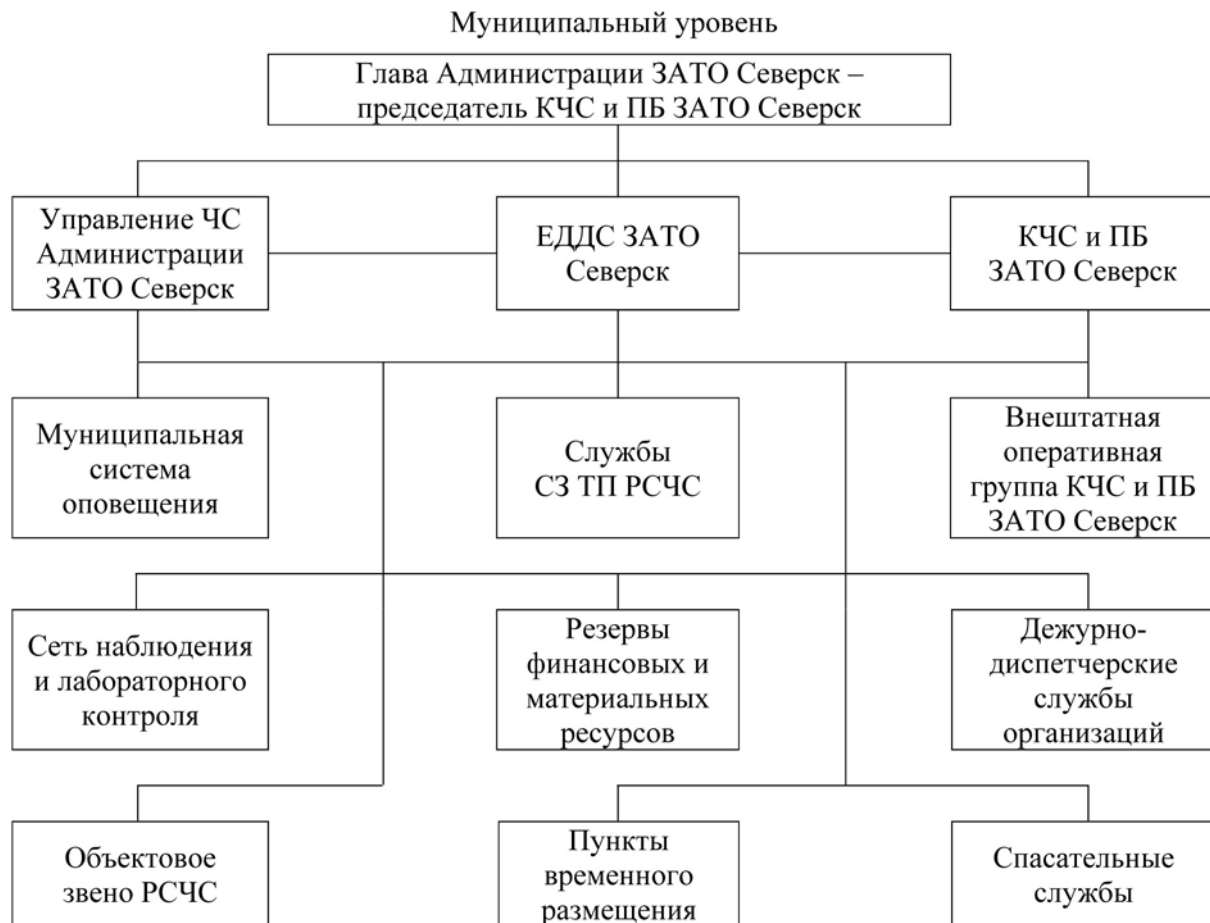 Муниципальный уровень
Глава Администрации ЗАТО Северск –
председатель КЧС и ПБ ЗАТО Северск
Управление ЧС
Администрации
ЗАТО Северск
ЕДДС ЗАТО
Северск
КЧС и ПБ
ЗАТО Северск
Муниципальная
система
оповещения
Службы
СЗ ТП РСЧС
Внештатная
оперативная
группа КЧС и ПБ
ЗАТО Северск
Сеть наблюдения
и лабораторного
контроля
Резервы
финансовых и
материальных
ресурсов
Дежурно-
диспетчерские
службы
организаций
Объектовое
звено РСЧС
Пункты
временного
размещения
Спасательные
службы